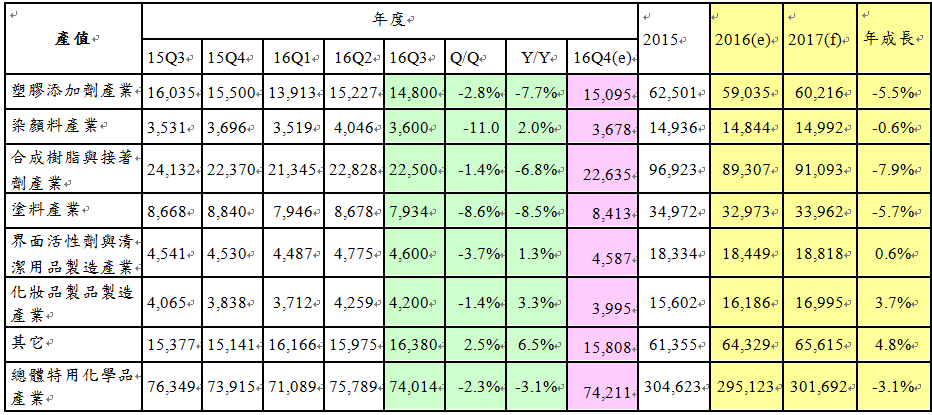 產值 年度 2015 2016(e) 2017(f) 年成長
15Q3 15Q4 16Q1 16Q2 16Q3 Q/Q Y/Y 16Q4(e)
塑膠添加劑產業 16,035 15,500 13,913 15,227 14,800 -2.8% -7.7% 15,095 62,501 59,035 60,216 -5.5%
染顏料產業 3,531 3,696 3,519 4,046 3,600 -11.0 2.0% 3,678 14,936 14,844 14,992 -0.6%
合成樹脂與接著
劑產業 24,132 22,370 21,345 22,828 22,500 -1.4% -6.8% 22,635 96,923 89,307 91,093 -7.9%
塗料產業 8,668 8,840 7,946 8,678 7,934 -8.6% -8.5% 8,413 34,972 32,973 33,962 -5.7%
界面活性劑與清
潔用品製造產業 4,541 4,530 4,487 4,775 4,600 -3.7% 1.3% 4,587 18,334 18,449 18,818 0.6%
化妝品製品製造
產業 4,065 3,838 3,712 4,259 4,200 -1.4% 3.3% 3,995 15,602 16,186 16,995 3.7%
其它 15,377 15,141 16,166 15,975 16,380 2.5% 6.5% 15,808 61,355 64,329 65,615 4.8%
總體特用化學品
產業 76,349 73,915 71,089 75,789 74,014 -2.3% -3.1% 74,211 304,623 295,123 301,692 -3.1%